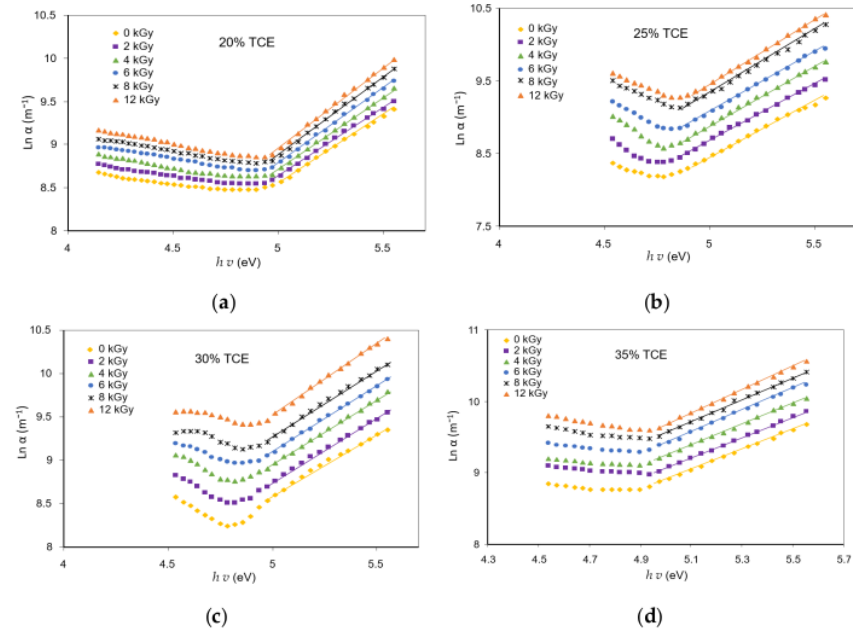 20% TCE
0 kGy
2 kGy
4 kGy
6 kGy
8 kGy
12 kGy
Ln α (m⁻¹)
10.5
10
9.5
9
8.5
8
4
4.5
5
5.5
h v (eV)
(a)
25% TCE
0 kGy
2 kGy
4 kGy
6 kGy
8 kGy
12 kGy
Ln α (m⁻¹)
10.5
9.5
8.5
7.5
4
4.5
5
5.5
h v (eV)
(b)
30% TCE
0 kGy
2 kGy
4 kGy
6 kGy
8 kGy
12 kGy
Ln α (m⁻¹)
10.5
10
9.5
9
8.5
8
4
4.5
5
5.5
h v (eV)
(c)
35% TCE
0 kGy
2 kGy
4 kGy
6 kGy
8 kGy
12 kGy
Ln α (m⁻¹)
11
10
9
8
4.3
4.5
4.7
4.9
5.1
5.3
5.5
5.7
h v (eV)
(d)